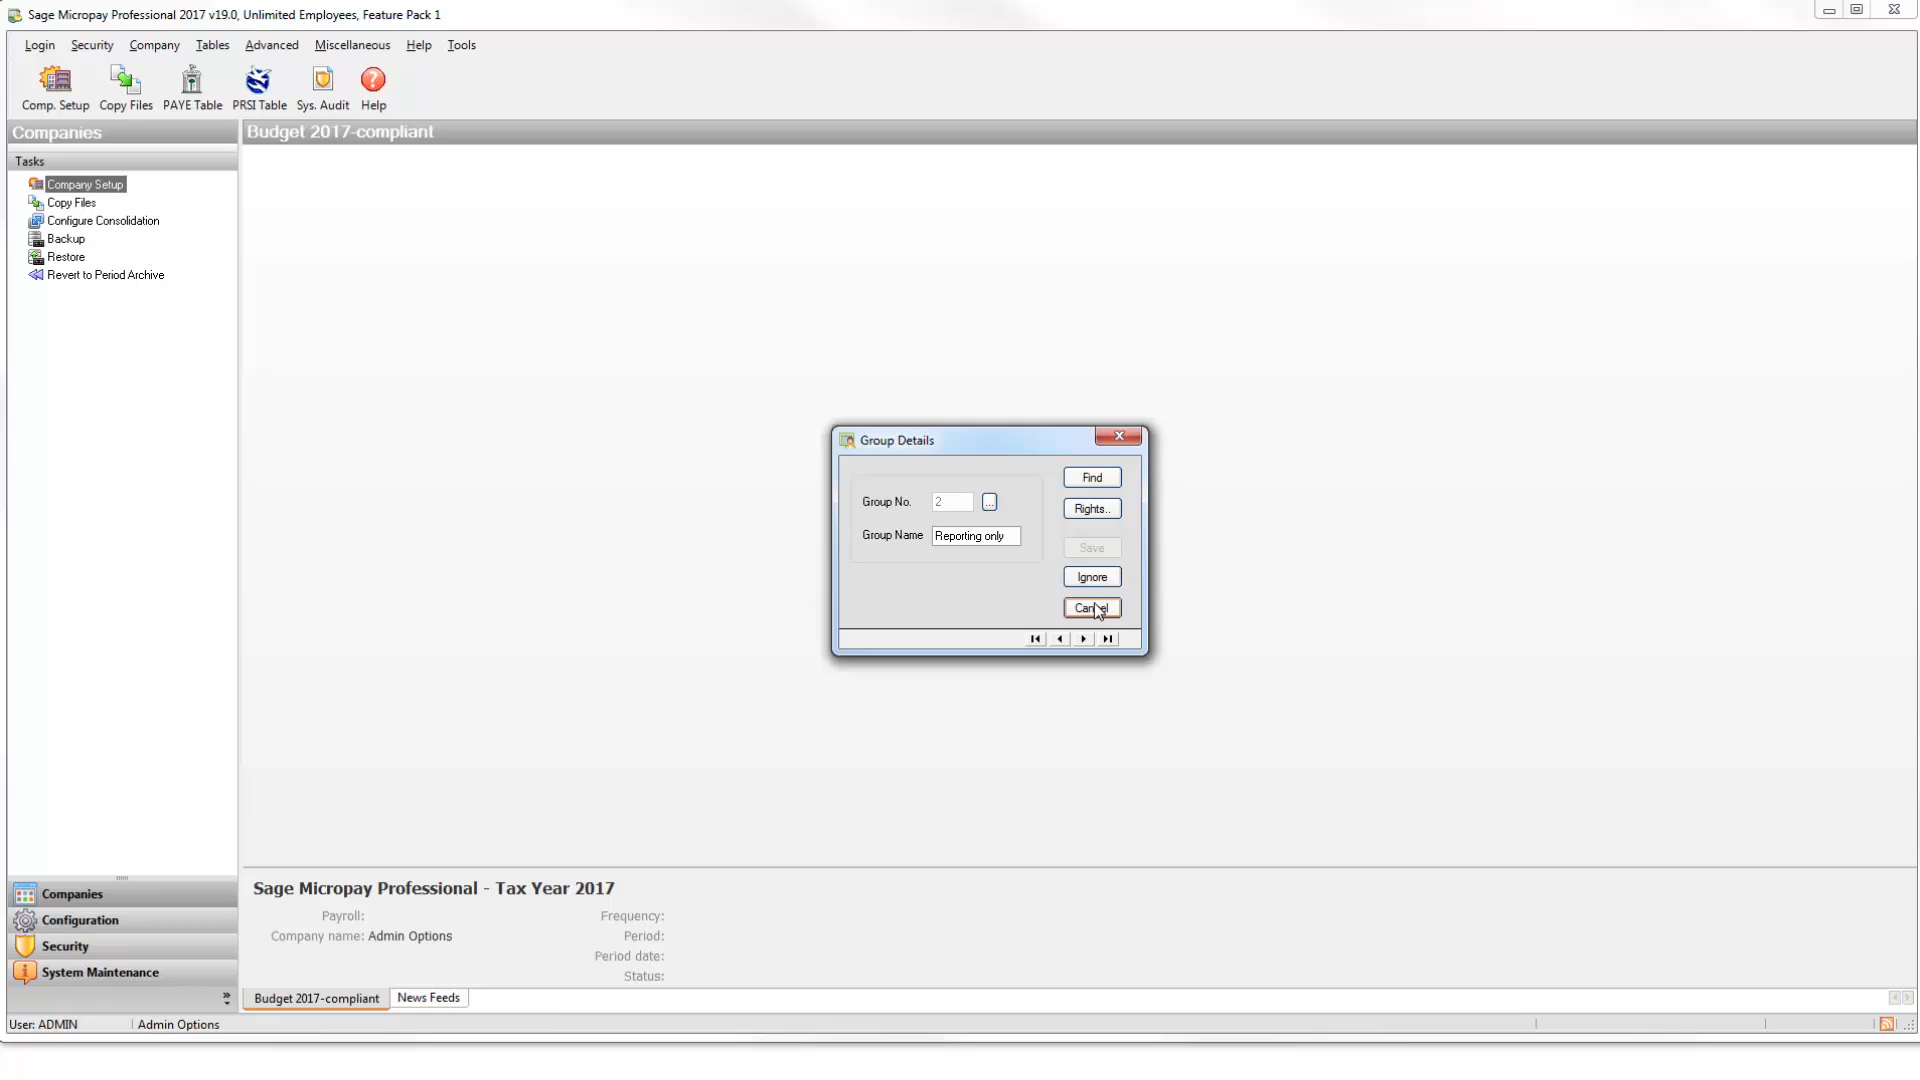 Sage Micropay Professional 2017 v19.0, Unlimited Employees, Feature Pack 1
Login Security Company Tables Advanced Miscellaneous Help Tools
Comp. Setup Copy Files PAYE Table PRSI Table Sys. Audit Help
Companies
Budget 2017-compliant
Tasks
Company Setup
Copy Files
Configure Consolidation
Backup
Restore
Revert to Period Archive
Group Details
Group No. 2 ...
Group Name Reporting only
Find
Rights..
Save
Ignore
Cancel
Companies
Configuration
Security
System Maintenance
Sage Micropay Professional - Tax Year 2017
Payroll:
Company name: Admin Options
Frequency:
Period:
Period date:
Status:
Budget 2017-compliant News Feeds
User: ADMIN Admin Options